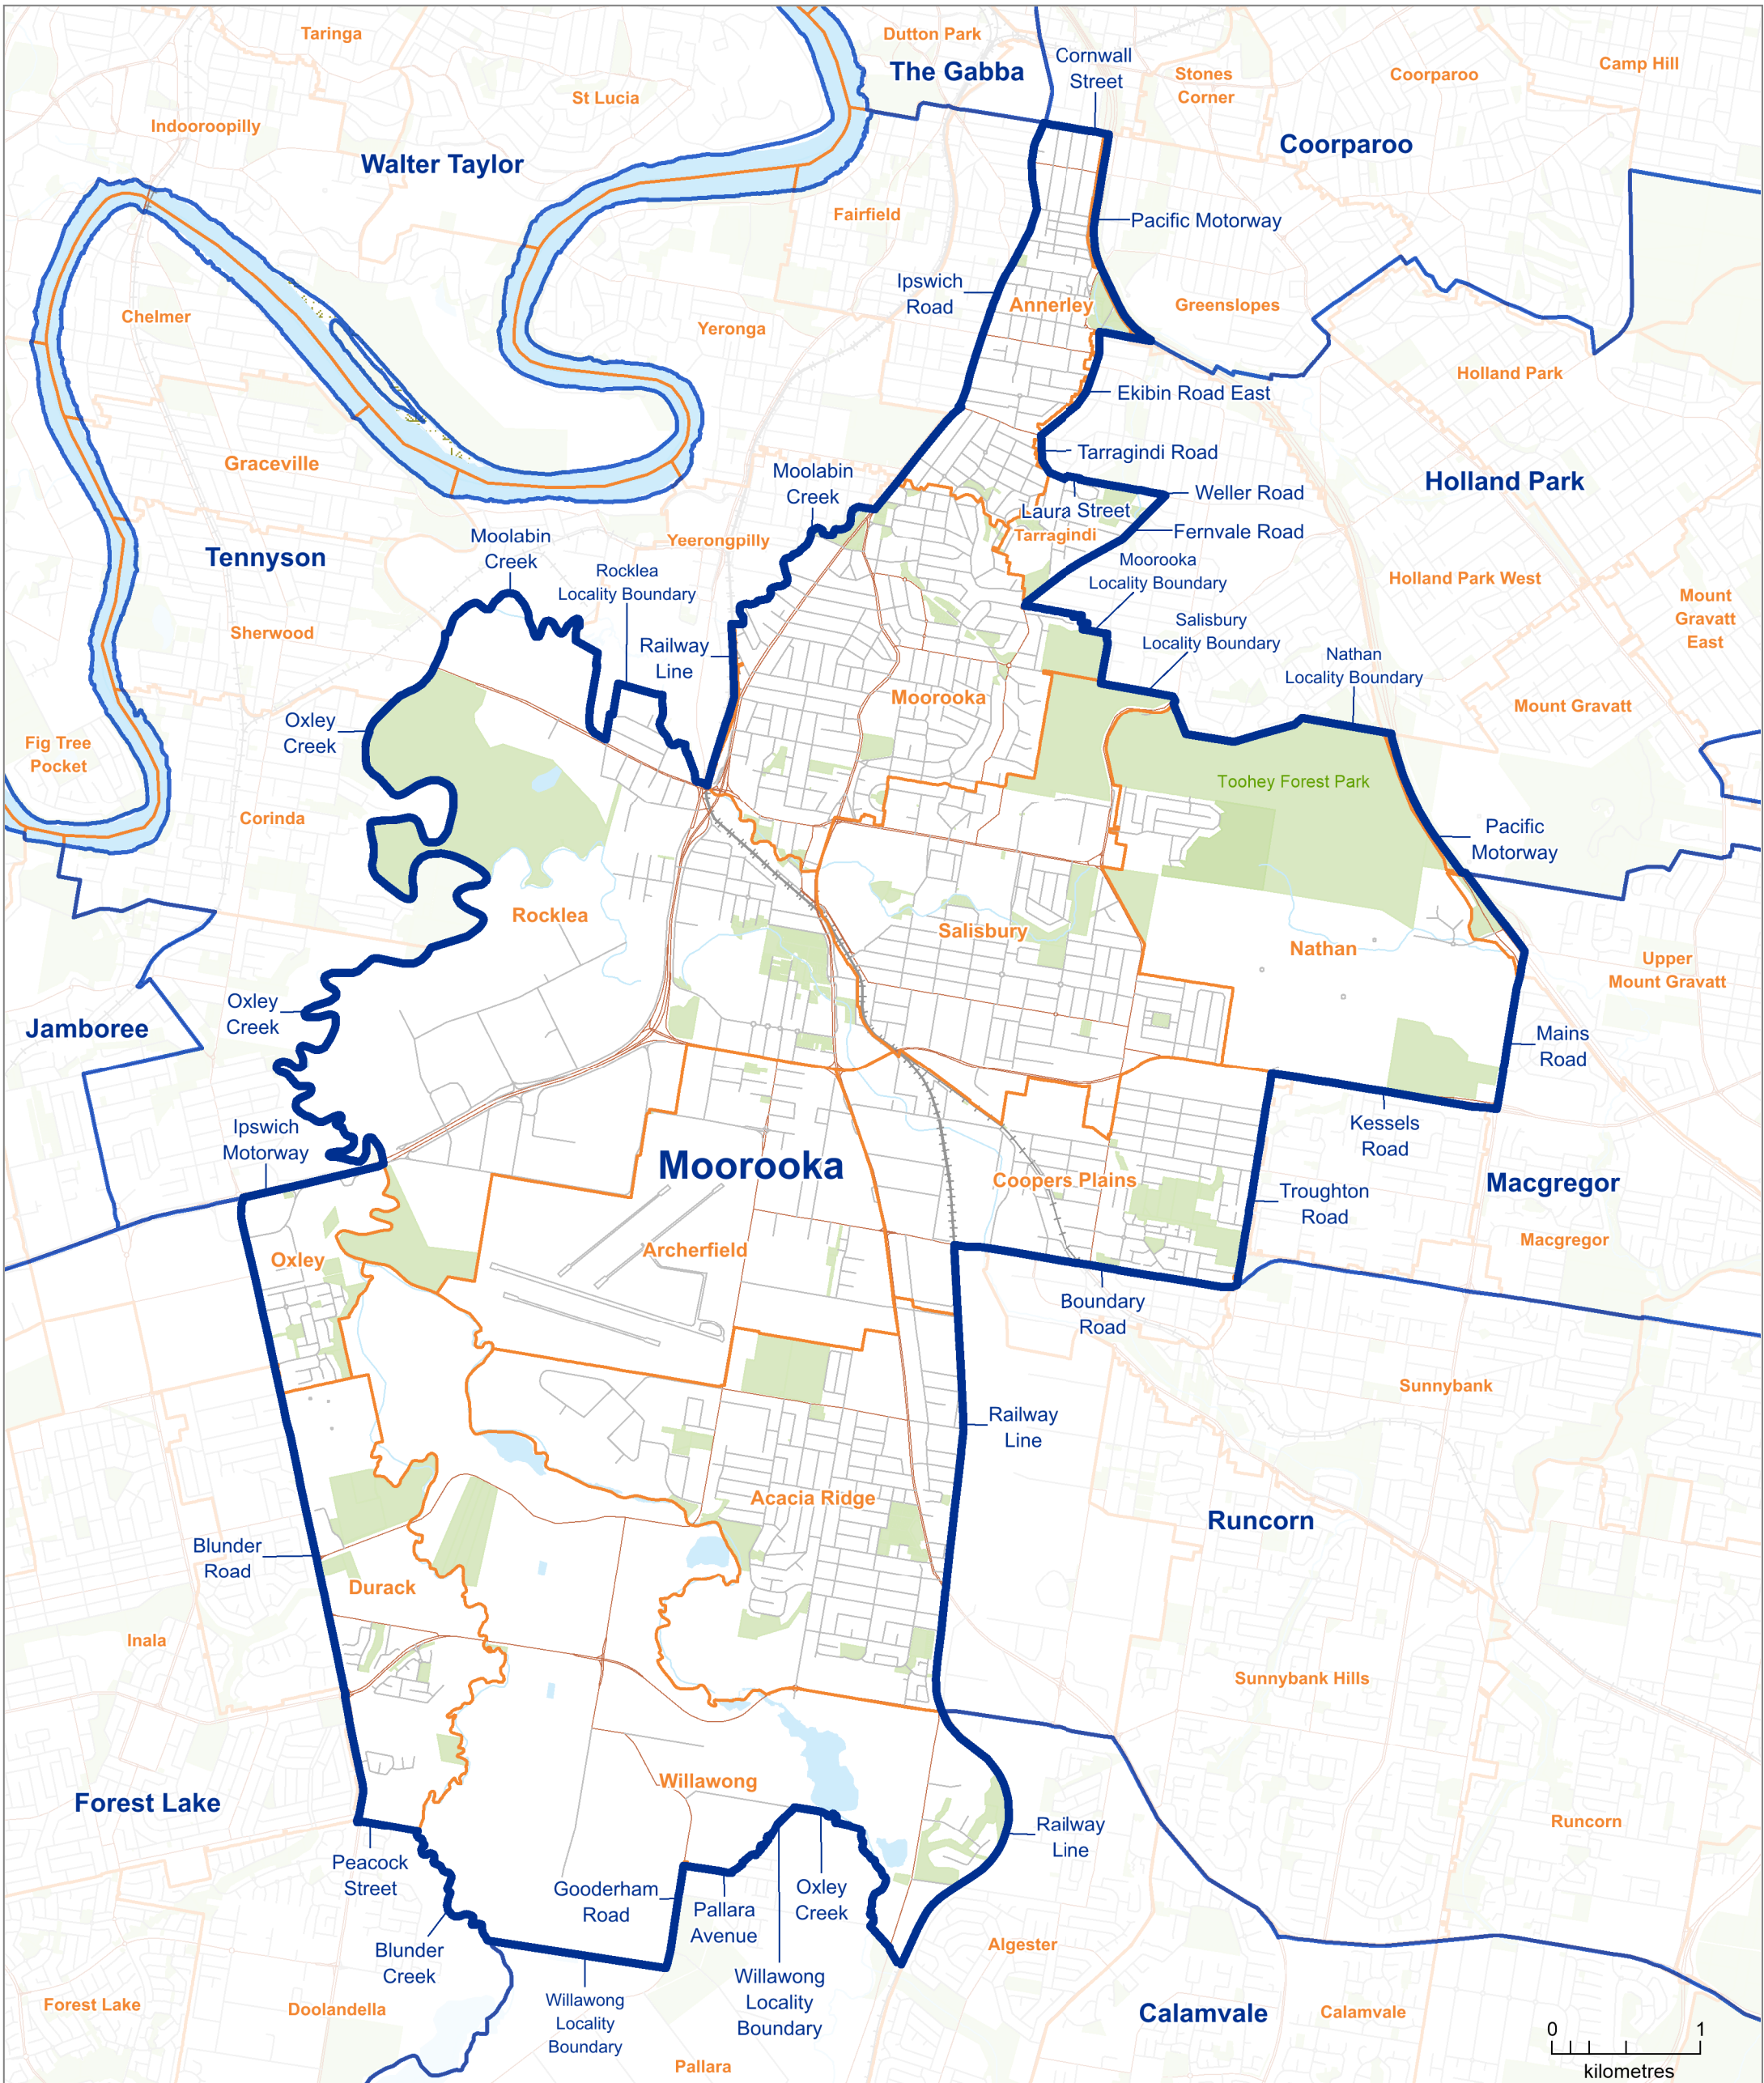 Taringa
Dutton Park
The Gabba
Cornwall
Street
Stones
Corner
Coorparoo
Camp Hill
St Lucia
Indooroopilly
Walter Taylor
Coorparoo
Fairfield
Pacific Motorway
Ipswich
Road
Annerley
Greenslopes
Chelmer
Yeronga
Holland Park
Ekibin Road East
Graceville
Moolabin
Creek
Tarragindi Road
Holland Park
Weller Road
Laura Street
Fernvale Road
Tarragindi
Tennyson
Moolabin
Creek
Yeerongpilly
Rocklea
Locality Boundary
Moorooka
Locality Boundary
Holland Park West
Mount
Gravatt
East
Sherwood
Railway
Line
Salisbury
Locality Boundary
Nathan
Locality Boundary
Moorooka
Mount Gravatt
Oxley
Creek
Fig Tree
Pocket
Toohey Forest Park
Corinda
Pacific
Motorway
Rocklea
Salisbury
Nathan
Upper
Mount Gravatt
Oxley
Creek
Jamboree
Mains
Road
Ipswich
Motorway
Kessels
Road
Moorooka
Coopers Plains
Macgregor
Troughton
Road
Macgregor
Oxley
Archerfield
Boundary
Road
Sunnybank
Railway
Line
Acacia Ridge
Runcorn
Blunder
Road
Durack
Inala
Sunnybank Hills
Willawong
Forest Lake
Runcorn
Railway
Line
Peacock
Street
Gooderham
Road
Pallara
Avenue
Oxley
Creek
Blunder
Creek
Algester
Willawong
Locality
Boundary
Willawong
Locality
Boundary
Forest Lake
Doolandella
Calamvale
Calamvale
Pallara
0 1
kilometres